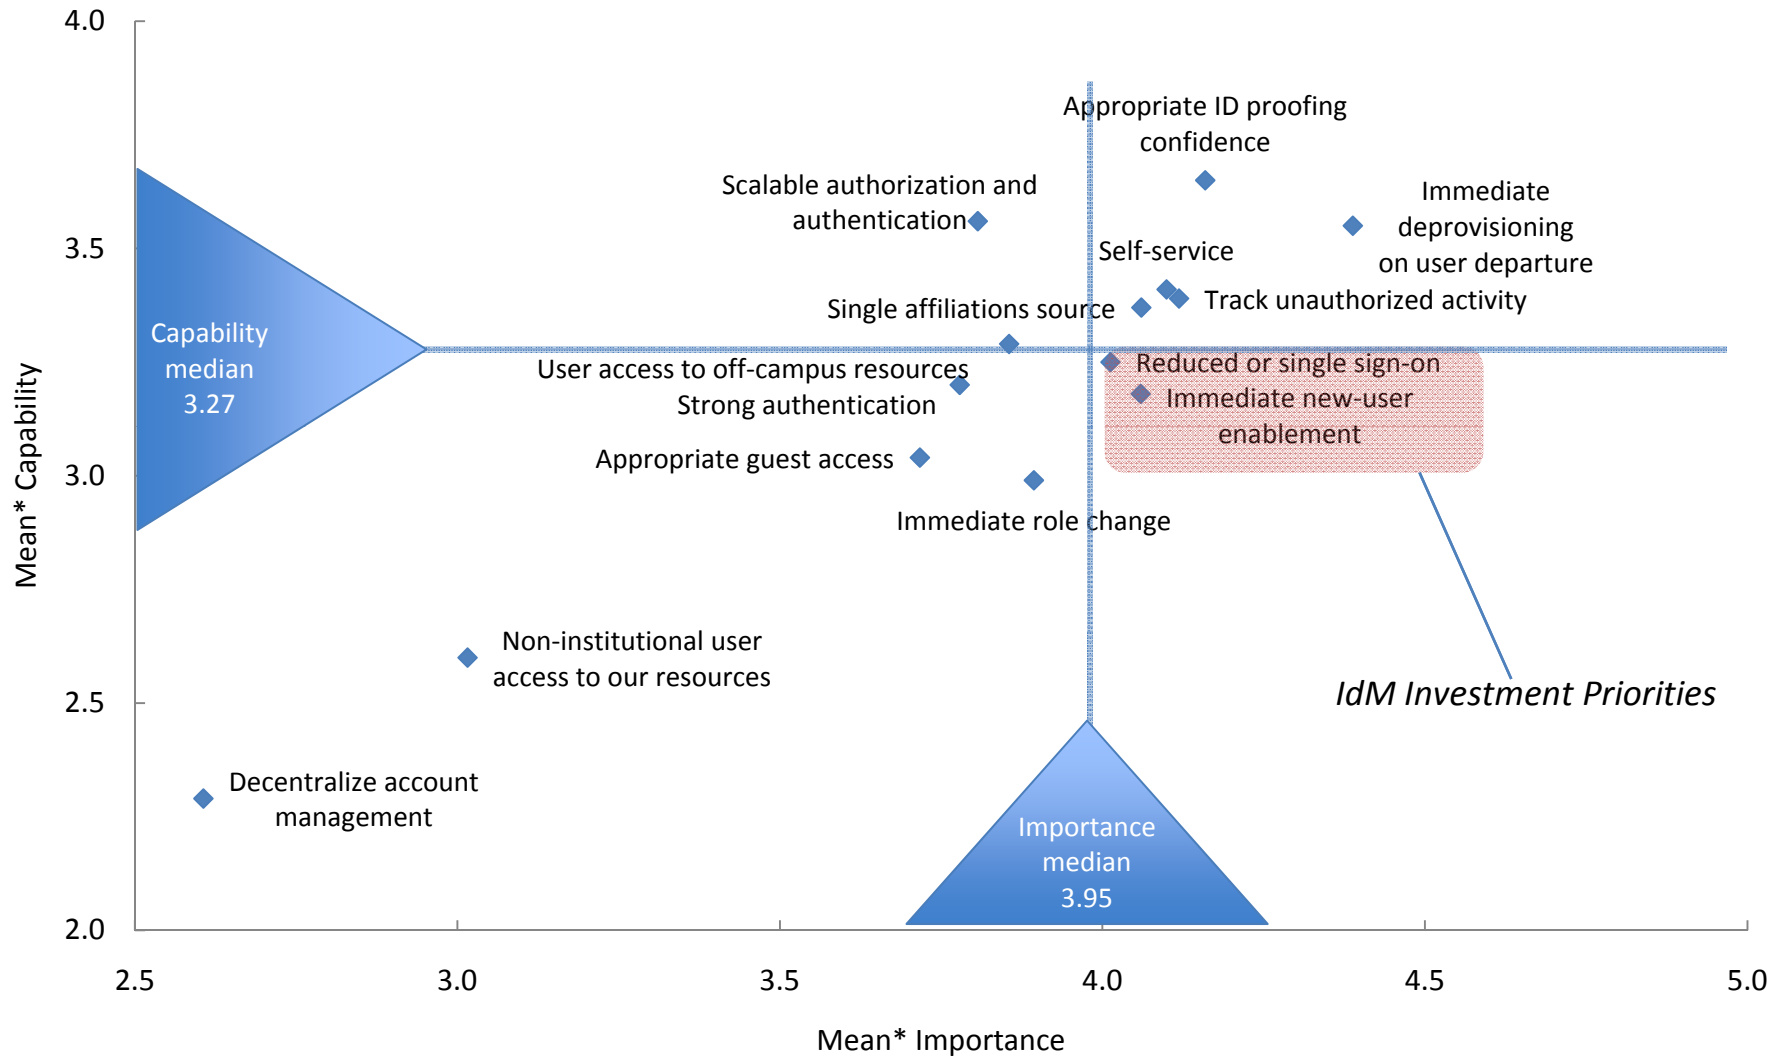 4.0
Appropriate ID proofing
confidence
Scalable authorization and
authentication
Immediate
deprovisioning
on user departure
3.5
Self-service
Track unauthorized activity
Single affiliations source
Capability
median
3.27
User access to off-campus resources
Reduced or single sign-on
Strong authentication
Immediate new-user
enablement
Appropriate guest access
3.0
Immediate role change
Mean* Capability
Non-institutional user
access to our resources
2.5
IdM Investment Priorities
Decentralize account
management
Importance
median
3.95
2.0
2.5
3.0
3.5
4.0
4.5
5.0
Mean* Importance